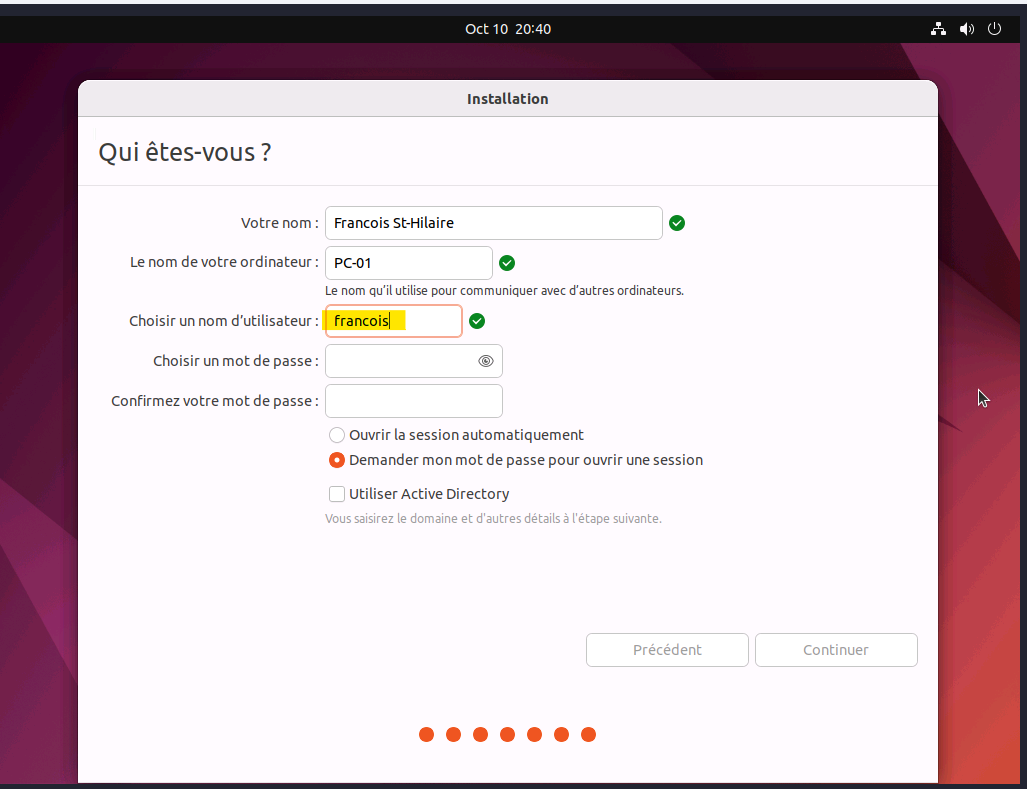 Oct 10 20:40
Installation
Qui êtes-vous ?
Votre nom : Francois St-Hilaire
Le nom de votre ordinateur : PC-01
Le nom qu’il utilise pour communiquer avec d’autres ordinateurs.
Choisir un nom d’utilisateur : francois
Choisir un mot de passe :
Confirmez votre mot de passe :
Ouvrir la session automatiquement
Demander mon mot de passe pour ouvrir une session
Utiliser Active Directory
Vous saisirez le domaine et d'autres détails à l'étape suivante.
Précédent Continuer